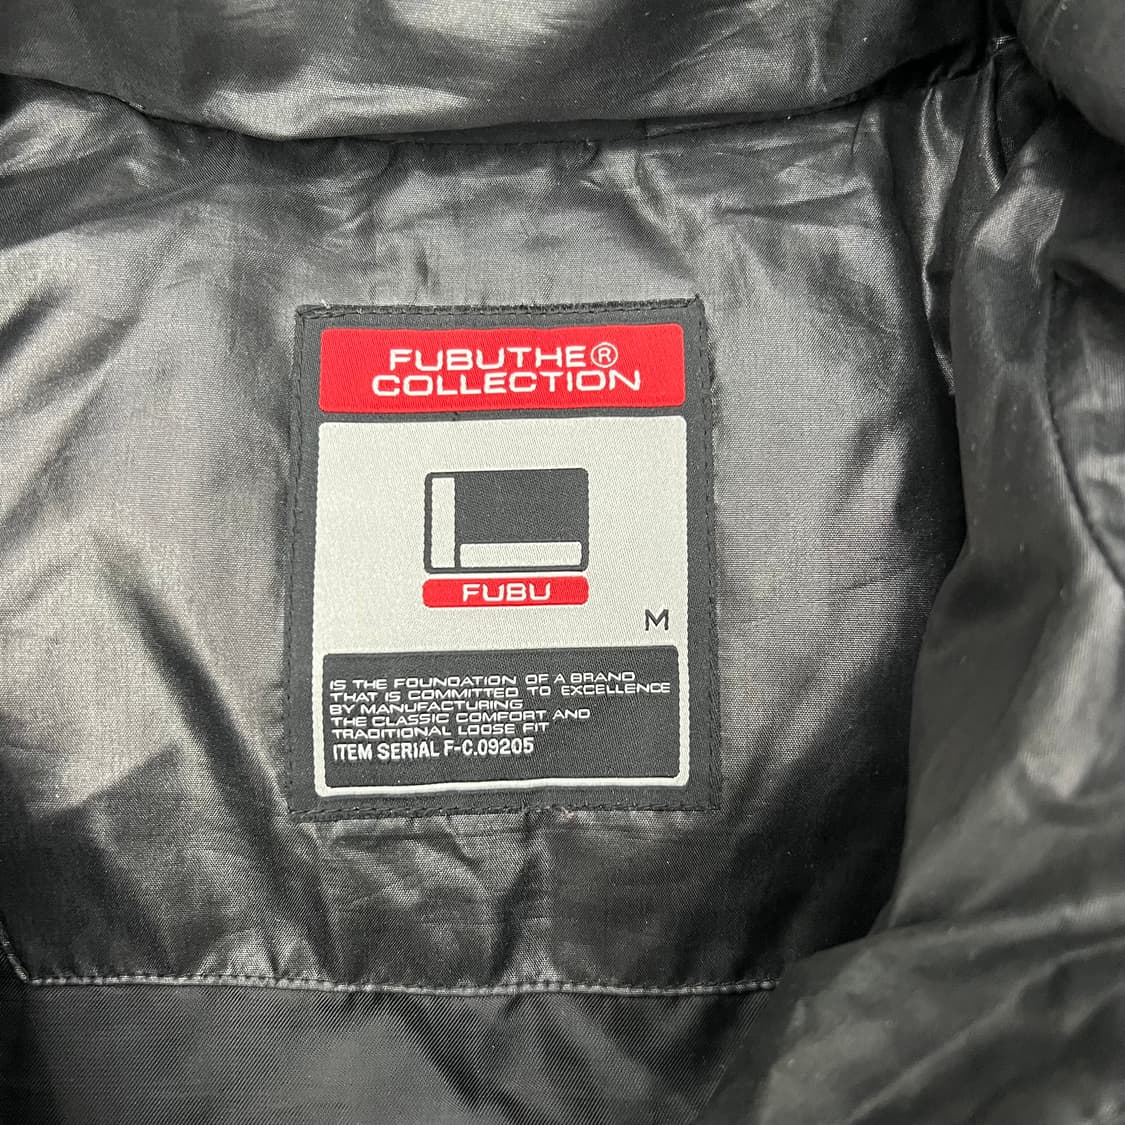 FUBUTHE®
COLLECTION
FUBU
M
IS THE FOUNDATION OF A BRAND
THAT IS COMMITTED TO EXCELLENCE
BY MANUFACTURING
THE CLASSIC COMFORT AND
TRADITIONAL LOOSE FIT
ITEM SERIAL F-C.09205